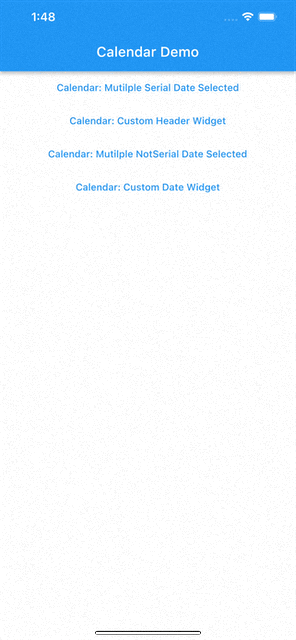 1:48
Calendar Demo
Calendar: Mutilple Serial Date Selected
Calendar: Custom Header Widget
Calendar: Mutilple NotSerial Date Selected
Calendar: Custom Date Widget